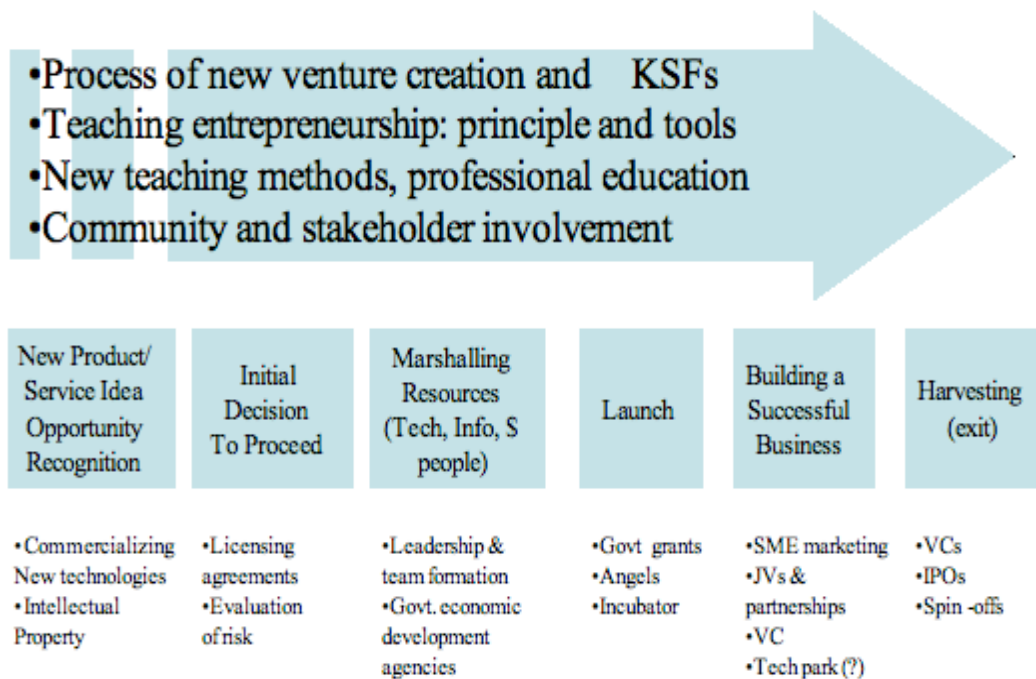 •Process of new venture creation and KSFs
•Teaching entrepreneurship: principle and tools
•New teaching methods, professional education
•Community and stakeholder involvement
New Product/
Service Idea
Opportunity
Recognition
Initial
Decision
To Proceed
Marshalling
Resources
(Tech, Info, $
people)
Launch
Building a
Successful
Business
Harvesting
(exit)
•Commercializing
New technologies
•Intellectual
Property
•Licensing
agreements
•Evaluation
of risk
•Leadership &
team formation
•Govt. economic
development
agencies
•Govt grants
•Angels
•Incubator
•SME marketing
•JVs &
partnerships
•VC
•Tech park (?)
•VCs
•IPOs
•Spin -offs